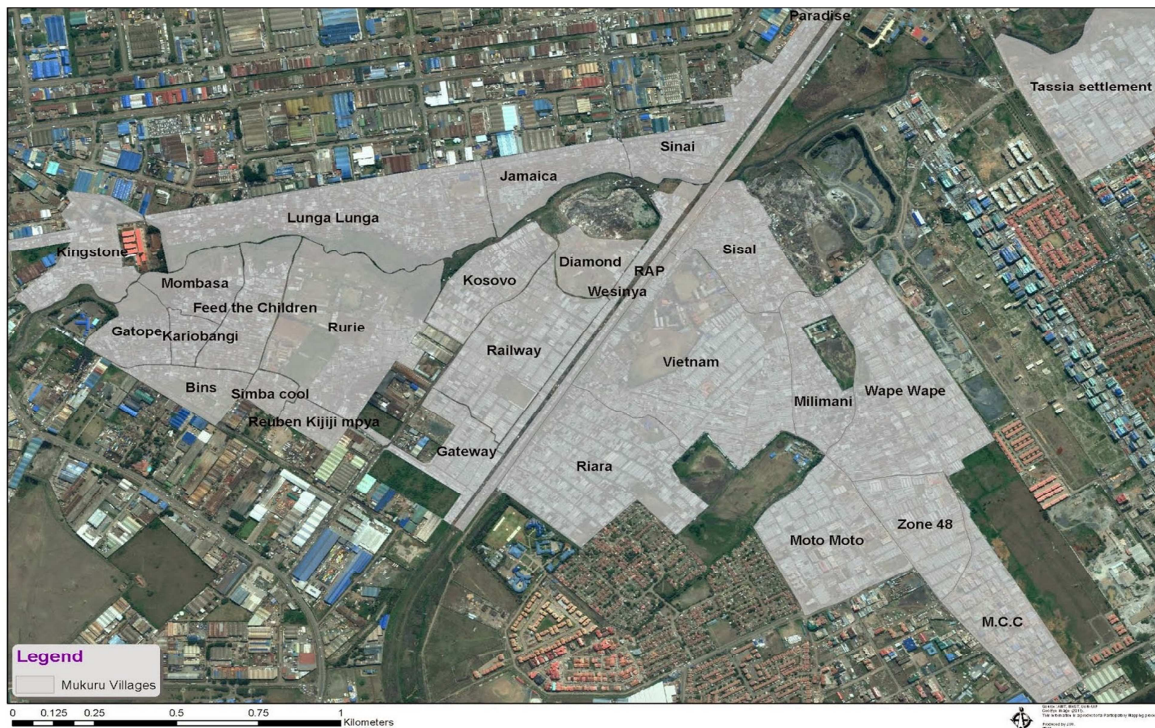 Paradise
Tassia settlement
Sinai
Jamaica
Lunga Lunga
Kingstone
Sisal
Diamond
RAP
Kosovo
Mombasa
Wesinya
Feed the Children
Gatope
Kariobangi
Rurie
Railway
Vietnam
Bins
Simba cool
Milimani
Wape Wape
Reuben Kijiji mpya
Gateway
Riara
Zone 48
Moto Moto
M.C.C
Legend
Mukuru Villages
0 0.125 0.25 0.5 0.75 1
Kilometers